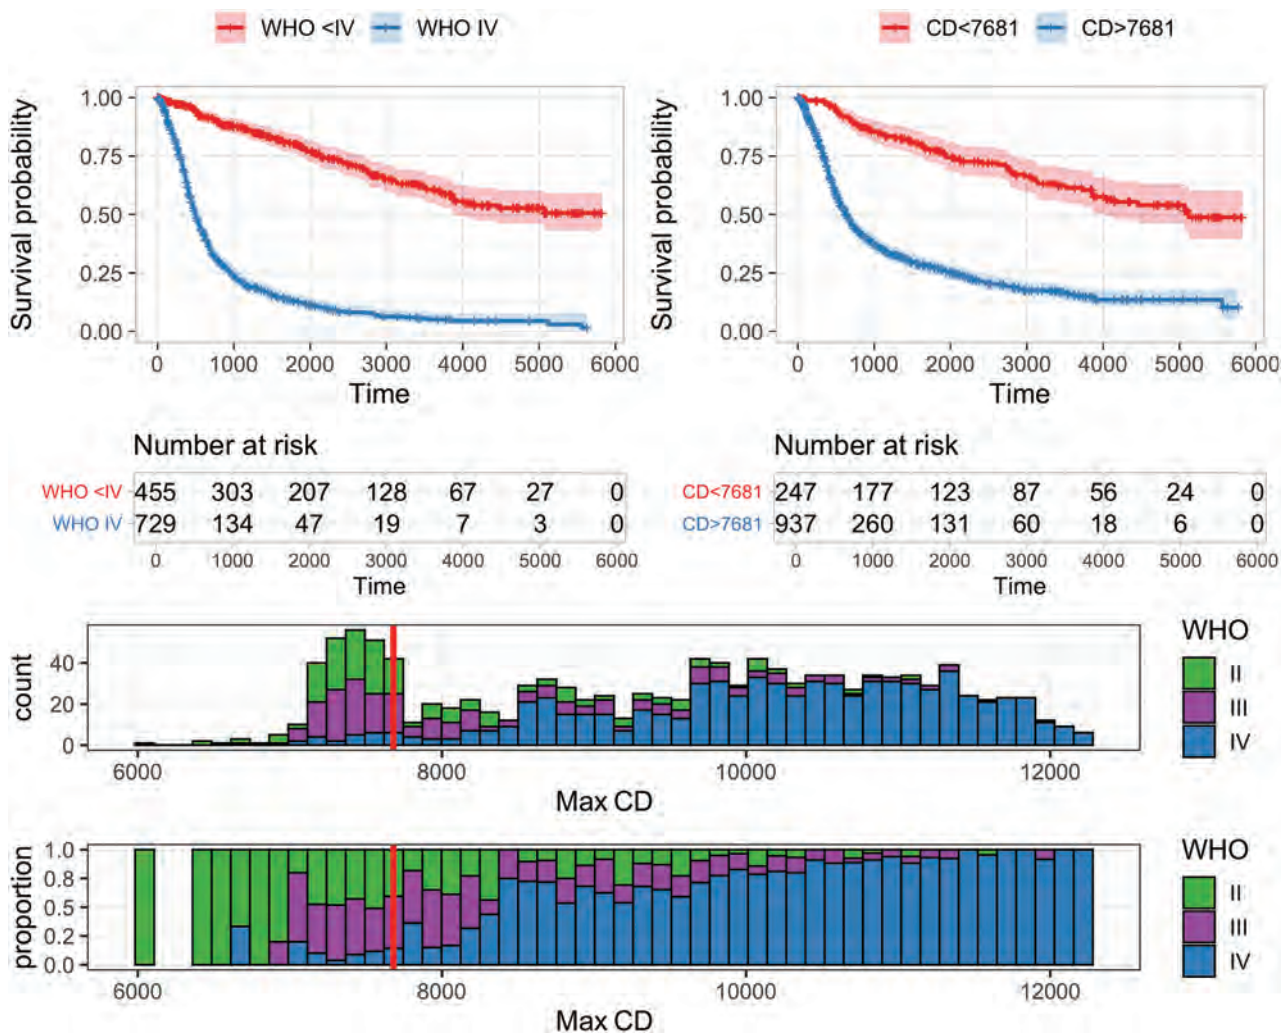 WHO <IV WHO IV
1.00
0.75
0.50
0.25
0.00
Survival probability
0 1000 2000 3000 4000 5000 6000
Time
Number at risk
WHO <IV 455 303 207 128 67 27 0
WHO IV 729 134 47 19 7 3 0
0 1000 2000 3000 4000 5000 6000
Time
CD<7681 CD>7681
1.00
0.75
0.50
0.25
0.00
Survival probability
0 1000 2000 3000 4000 5000 6000
Time
Number at risk
CD<7681 247 177 123 87 56 24 0
CD>7681 937 260 131 60 18 6 0
0 1000 2000 3000 4000 5000 6000
Time
count
40
20
0
6000 8000 10000 12000
Max CD
WHO
II
III
IV
proportion
1.0
0.8
0.5
0.2
0.0
6000 8000 10000 12000
Max CD
WHO
II
III
IV